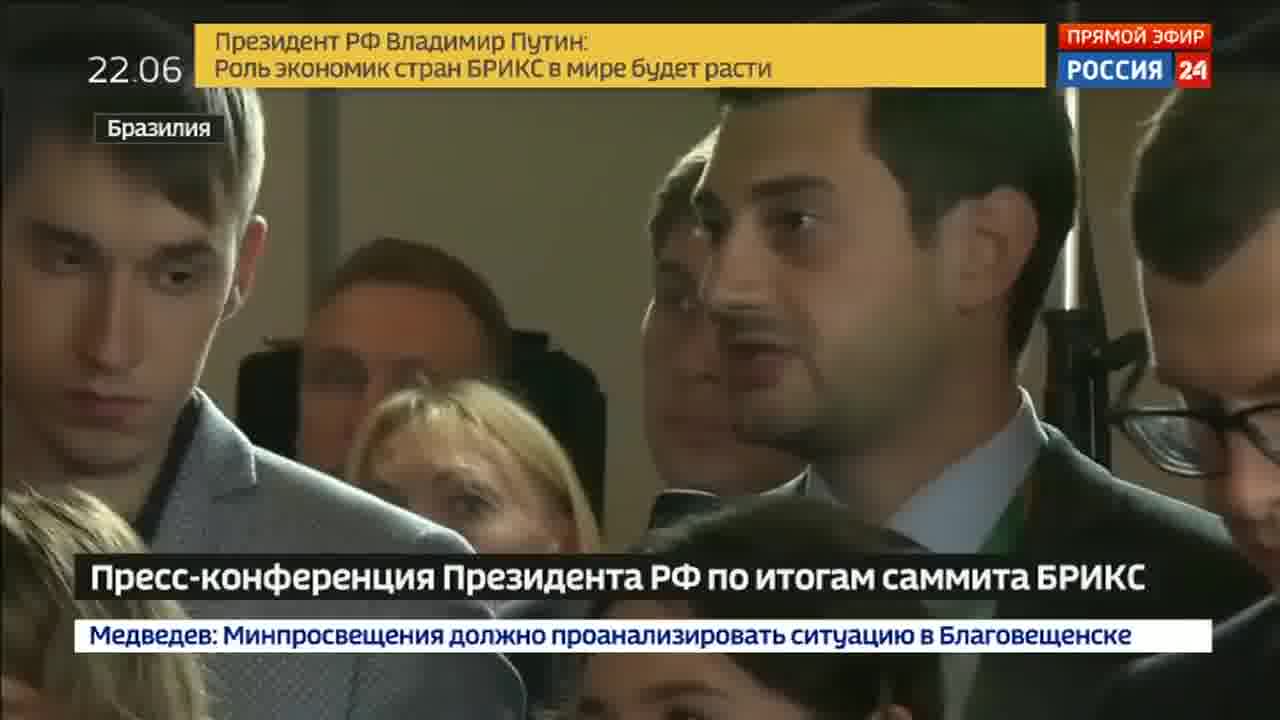 22.06
Президент РФ Владимир Путин:
Роль экономик стран БРИКС в мире будет расти
ПРЯМОЙ ЭФИР
РОССИЯ 24
Бразилия
Пресс-конференция Президента РФ по итогам саммита БРИКС
Медведев: Минпросвещения должно проанализировать ситуацию в Благовещенске